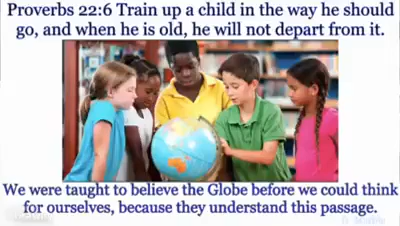 Proverbs 22:6 Train up a child in the way he should
go, and when he is old, he will not depart from it.
We were taught to believe the Globe before we could think
for ourselves, because they understand this passage.